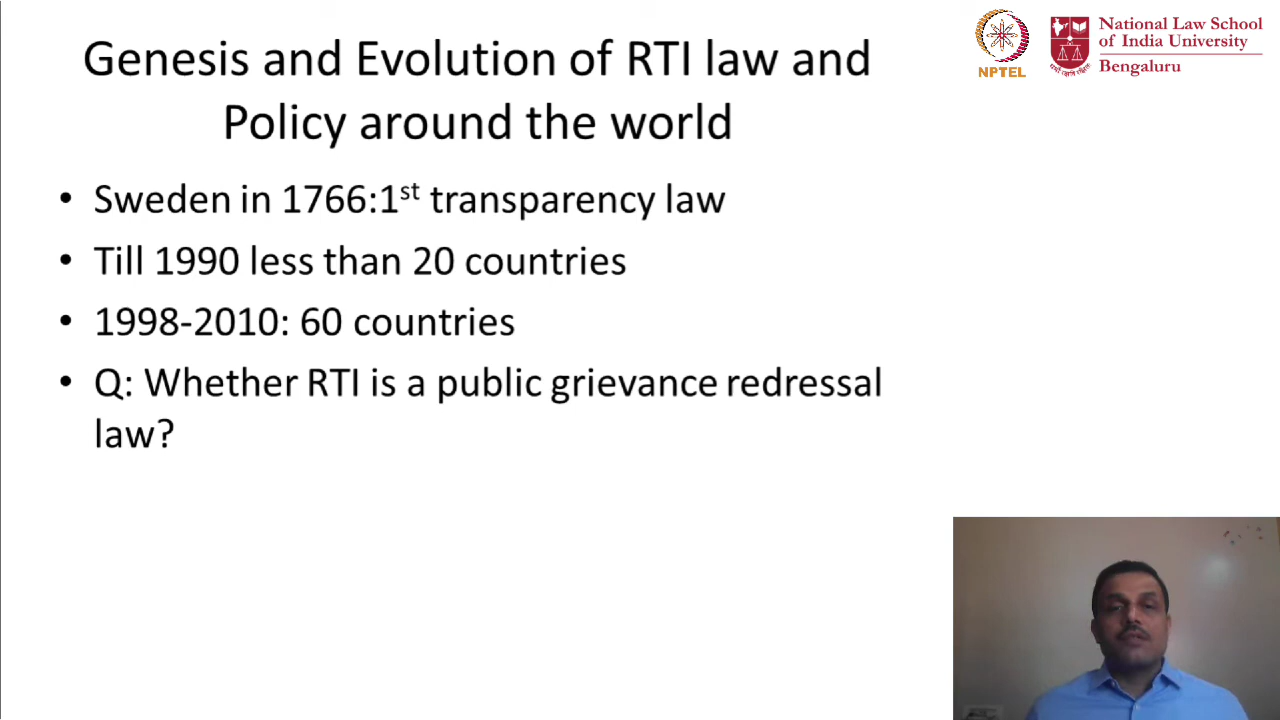 Genesis and Evolution of RTI law and
Policy around the world
• Sweden in 1766:1st transparency law
• Till 1990 less than 20 countries
• 1998-2010: 60 countries
• Q: Whether RTI is a public grievance redressal
law?
NPTEL
National Law School
of India University
Bengaluru